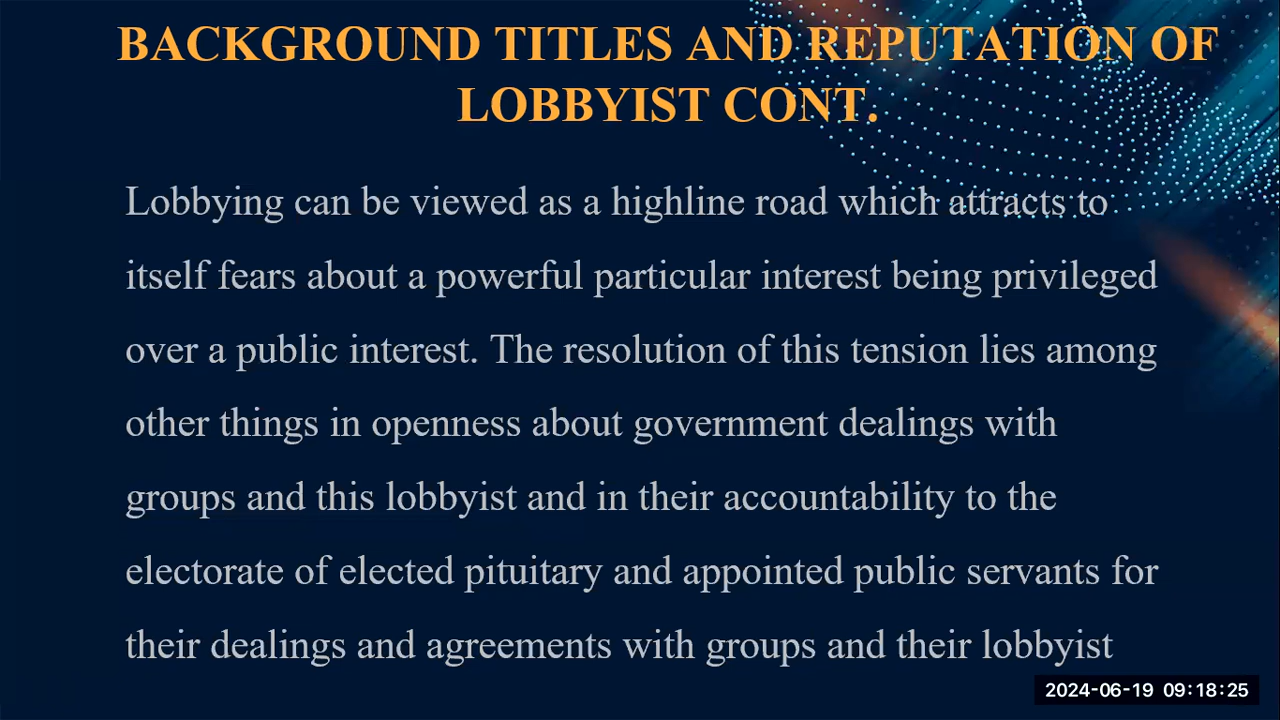 BACKGROUND TITLES AND REPUTATION OF
LOBBYIST CONT.
Lobbying can be viewed as a highline road which attracts to
itself fears about a powerful particular interest being privileged
over a public interest. The resolution of this tension lies among
other things in openness about government dealings with
groups and this lobbyist and in their accountability to the
electorate of elected pituitary and appointed public servants for
their dealings and agreements with groups and their lobbyist
2024-06-19 09:18:25